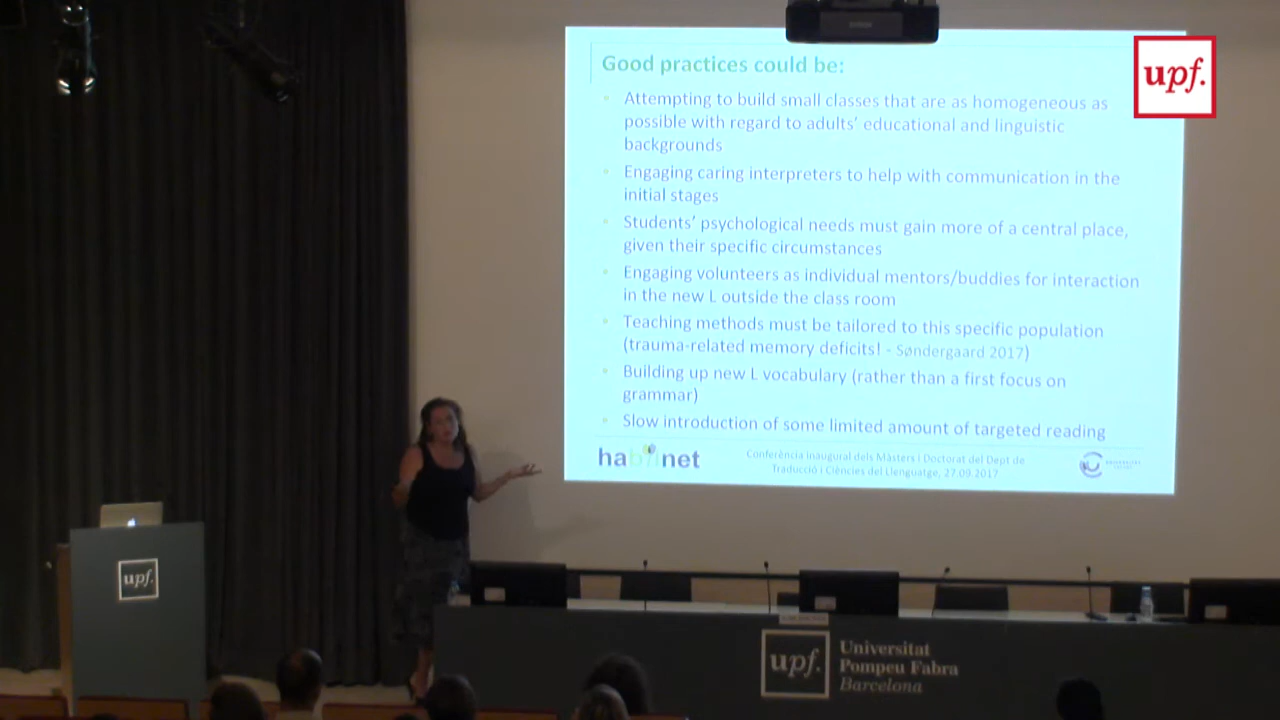 upf.
Good practices could be:
Attempting to build small classes that are as homogeneous as
possible with regard to adults' educational and linguistic
backgrounds
Engaging caring interpreters to help with communication in the
initial stages
Students' psychological needs must gain more of a central place,
given their specific circumstances
Engaging volunteers as individual mentors/buddies for interaction
in the new L outside the class room
Teaching methods must be tailored to this specific population
(trauma-related memory deficits! - Søndergaard 2017)
Building up new L vocabulary (rather than a first focus on
grammar)
Slow introduction of some limited amount of targeted reading
habilnet
Conferència Inaugural dels Màsters i Doctorat del Dept de
Traducció i Ciències del Llenguatge, 27.09.2017
upf.
upf.
Universitat
Pompeu Fabra
Barcelona